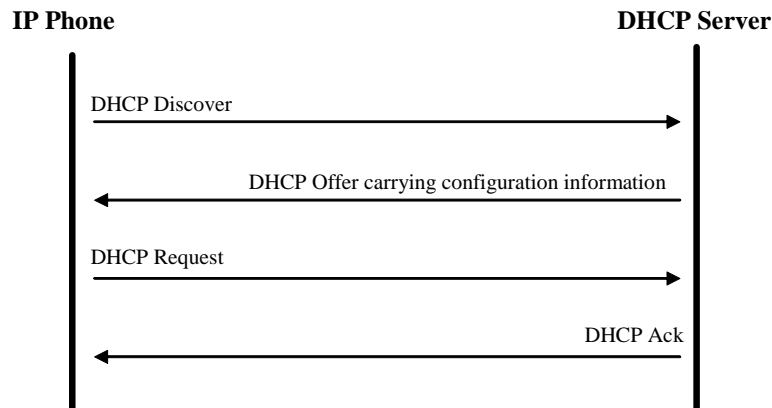 IP Phone
DHCP Server
DHCP Discover
DHCP Offer carrying configuration information
DHCP Request
DHCP Ack